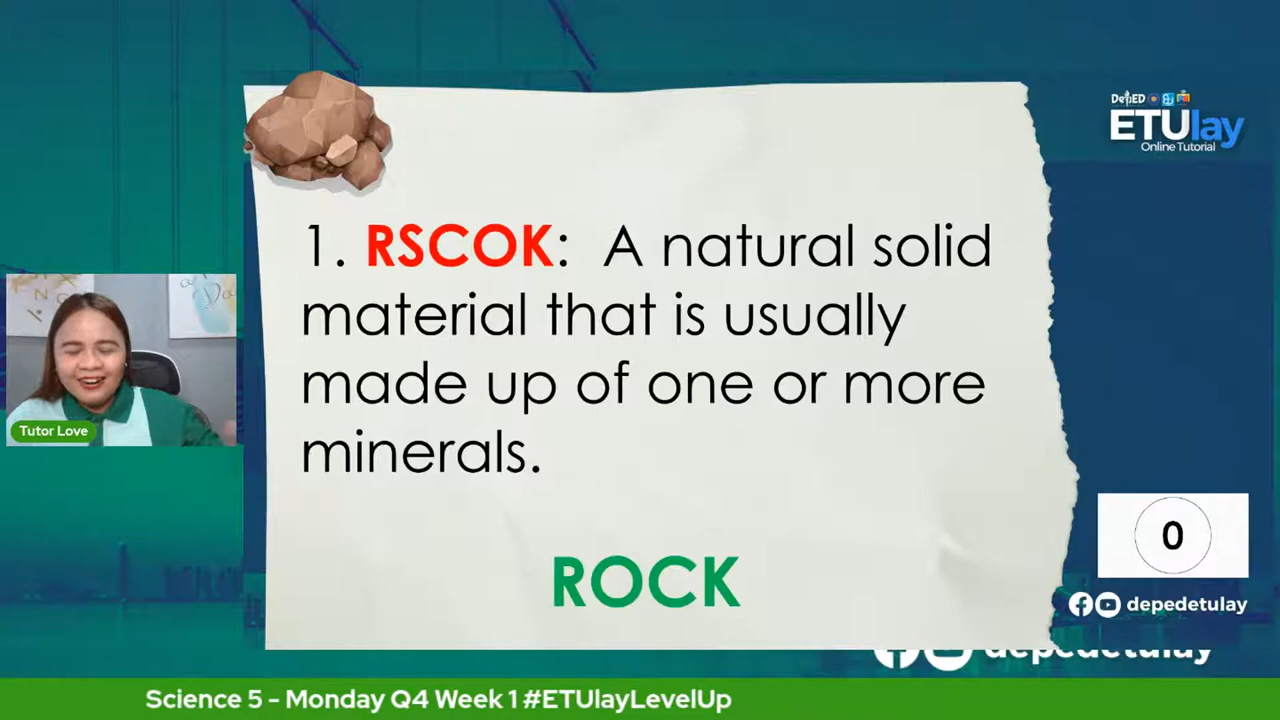 DepED
ETUlay
Online Tutorial
1. RSCOK: A natural solid
material that is usually
made up of one or more
minerals.
ROCK
Tutor Love
0
depedetulay
depedetulay
Science 5 - Monday Q4 Week 1 #ETUlayLevelUp